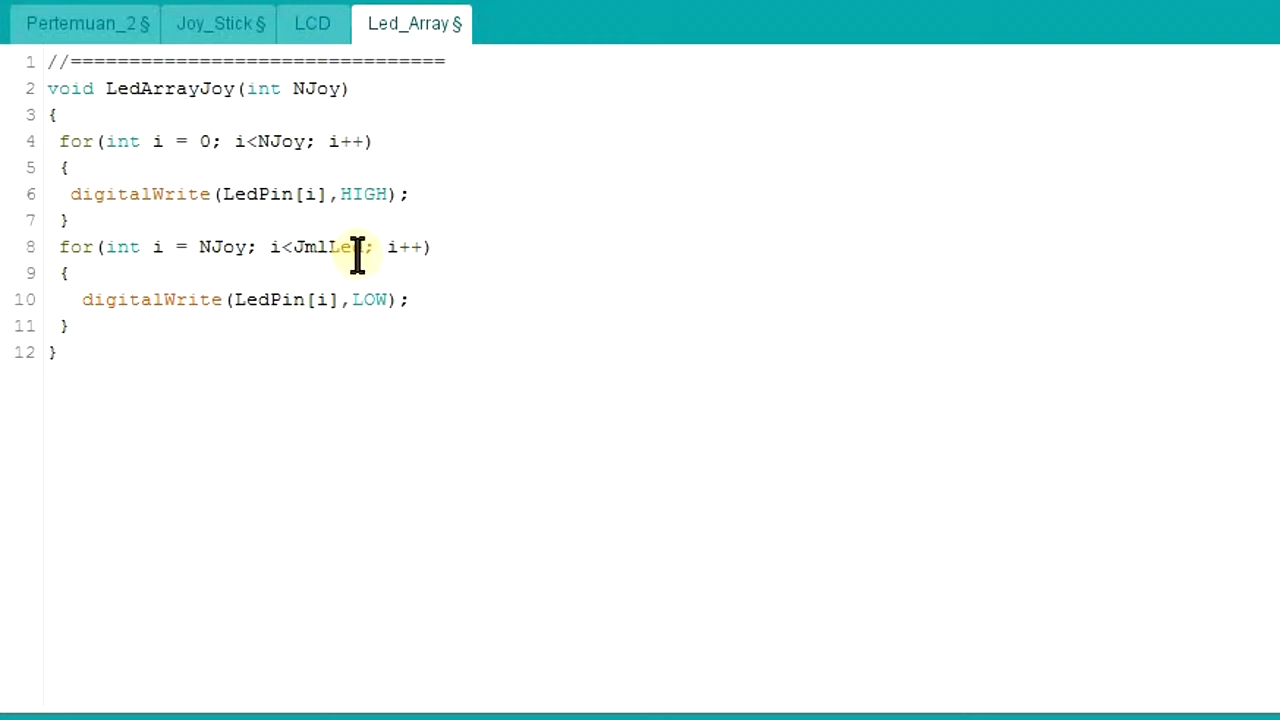 Pertemuan_2 §
Joy_Stick §
LCD
Led_Array §
1 //================================
2 void LedArrayJoy(int NJoy)
3 {
4 for(int i = 0; i<NJoy; i++)
5 {
6 digitalWrite(LedPin[i],HIGH);
7 }
8 for(int i = NJoy; i<JmlLed; i++)
9 {
10 digitalWrite(LedPin[i],LOW);
11 }
12 }